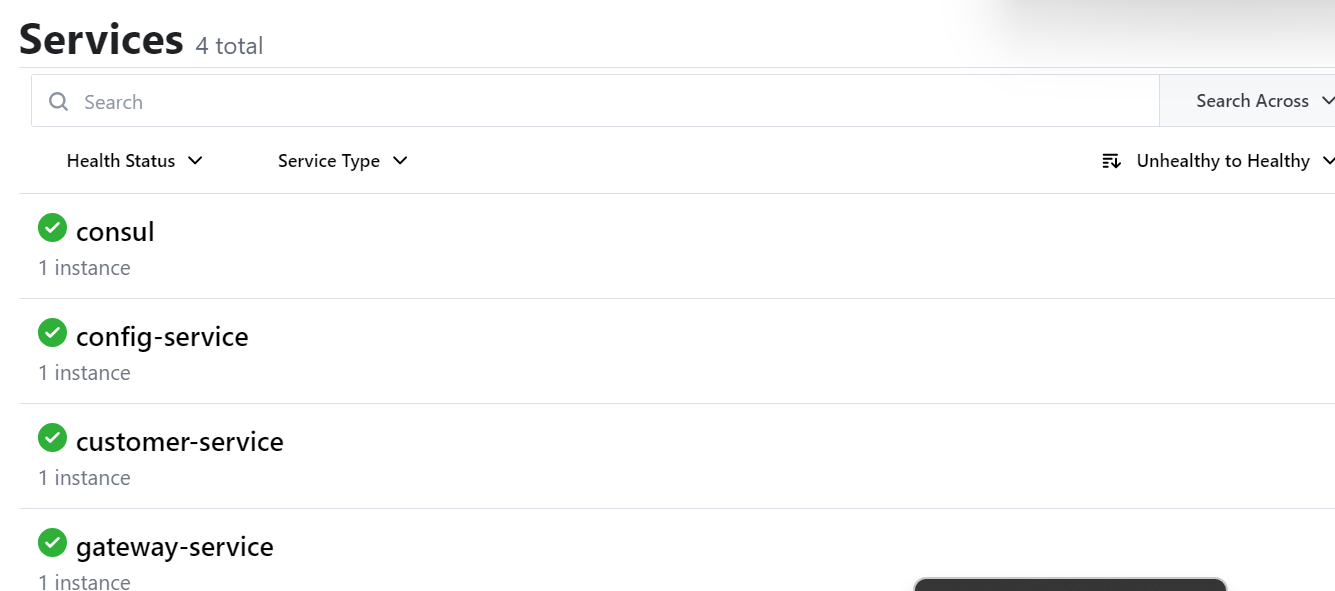 Services 4 total
Search
Search Across
Health Status
Service Type
Unhealthy to Healthy
consul
1 instance
config-service
1 instance
customer-service
1 instance
gateway-service
1 instance